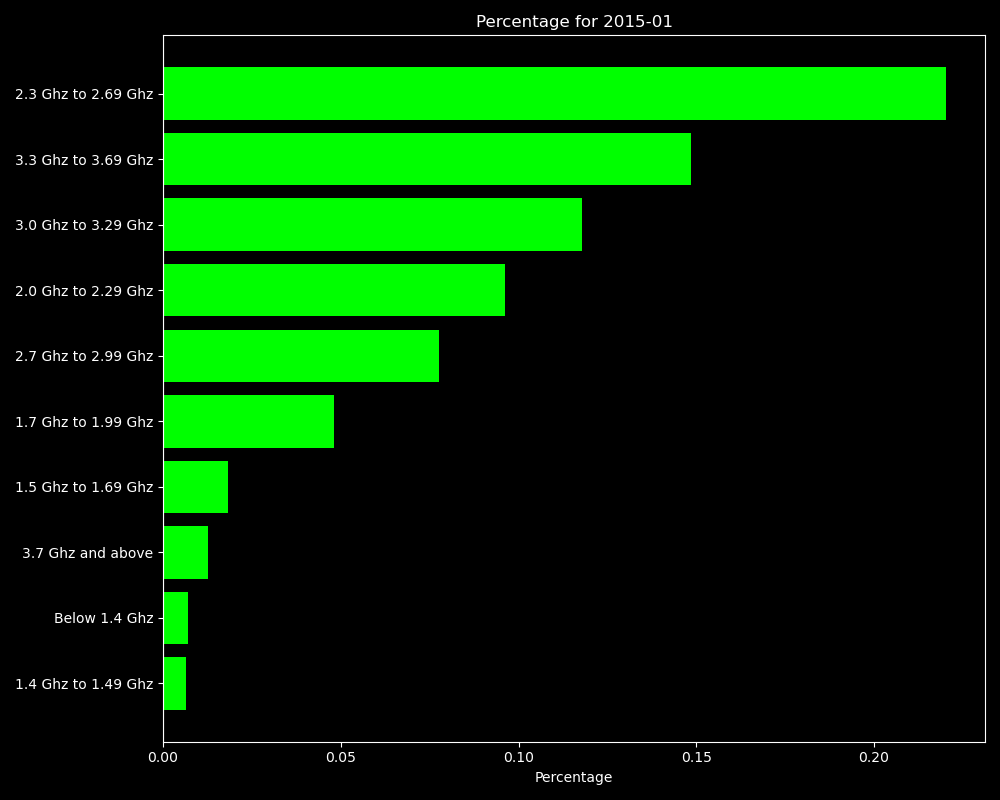 Percentage for 2015-01
2.3 Ghz to 2.69 Ghz
3.3 Ghz to 3.69 Ghz
3.0 Ghz to 3.29 Ghz
2.0 Ghz to 2.29 Ghz
2.7 Ghz to 2.99 Ghz
1.7 Ghz to 1.99 Ghz
1.5 Ghz to 1.69 Ghz
3.7 Ghz and above
Below 1.4 Ghz
1.4 Ghz to 1.49 Ghz
0.00 0.05 0.10 0.15 0.20
Percentage